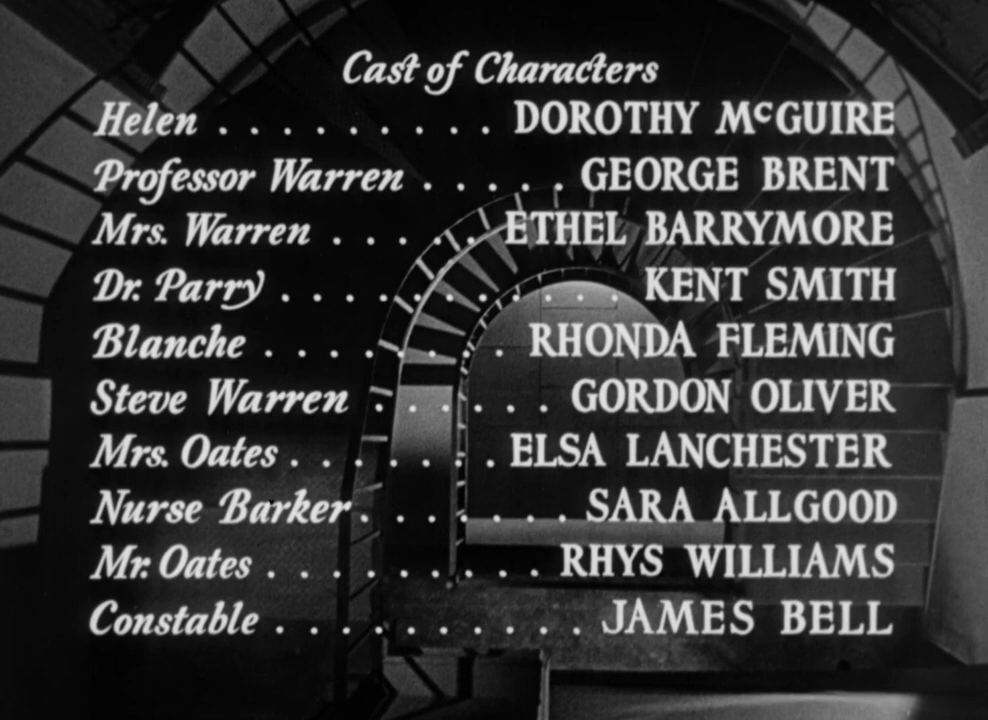 Cast of Characters
Helen . . . . . . . . . . DOROTHY McGUIRE
Professor Warren . . . . . GEORGE BRENT
Mrs. Warren . . . . . ETHEL BARRYMORE
Dr. Parry . . . . . . . . . . . KENT SMITH
Blanche . . . . . . . . RHONDA FLEMING
Steve Warren . . . . . . GORDON OLIVER
Mrs. Oates . . . . . . . ELSA LANCHESTER
Nurse Barker . . . . . . . SARA ALLGOOD
Mr. Oates . . . . . . . . . RHYS WILLIAMS
Constable . . . . . . . . . . JAMES BELL